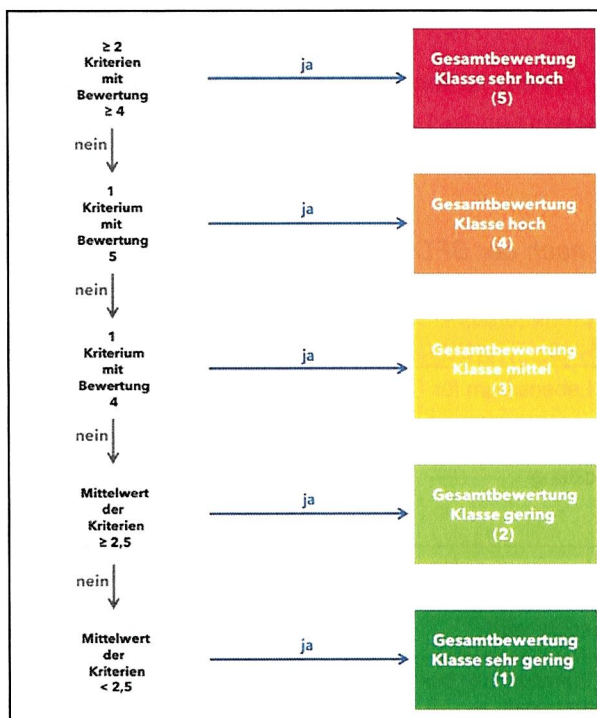 ≥ 2
Kriterien
mit
Bewertung
≥ 4
ja
Gesamtbewertung
Klasse sehr hoch
(5)
nein
1
Kriterium
mit
Bewertung
5
ja
Gesamtbewertung
Klasse hoch
(4)
nein
1
Kriterium
mit
Bewertung
4
ja
Gesamtbewertung
Klasse mittel
(3)
nein
Mittelwert
der
Kriterien
≥ 2,5
ja
Gesamtbewertung
Klasse gering
(2)
nein
Mittelwert
der
Kriterien
< 2,5
ja
Gesamtbewertung
Klasse sehr gering
(1)